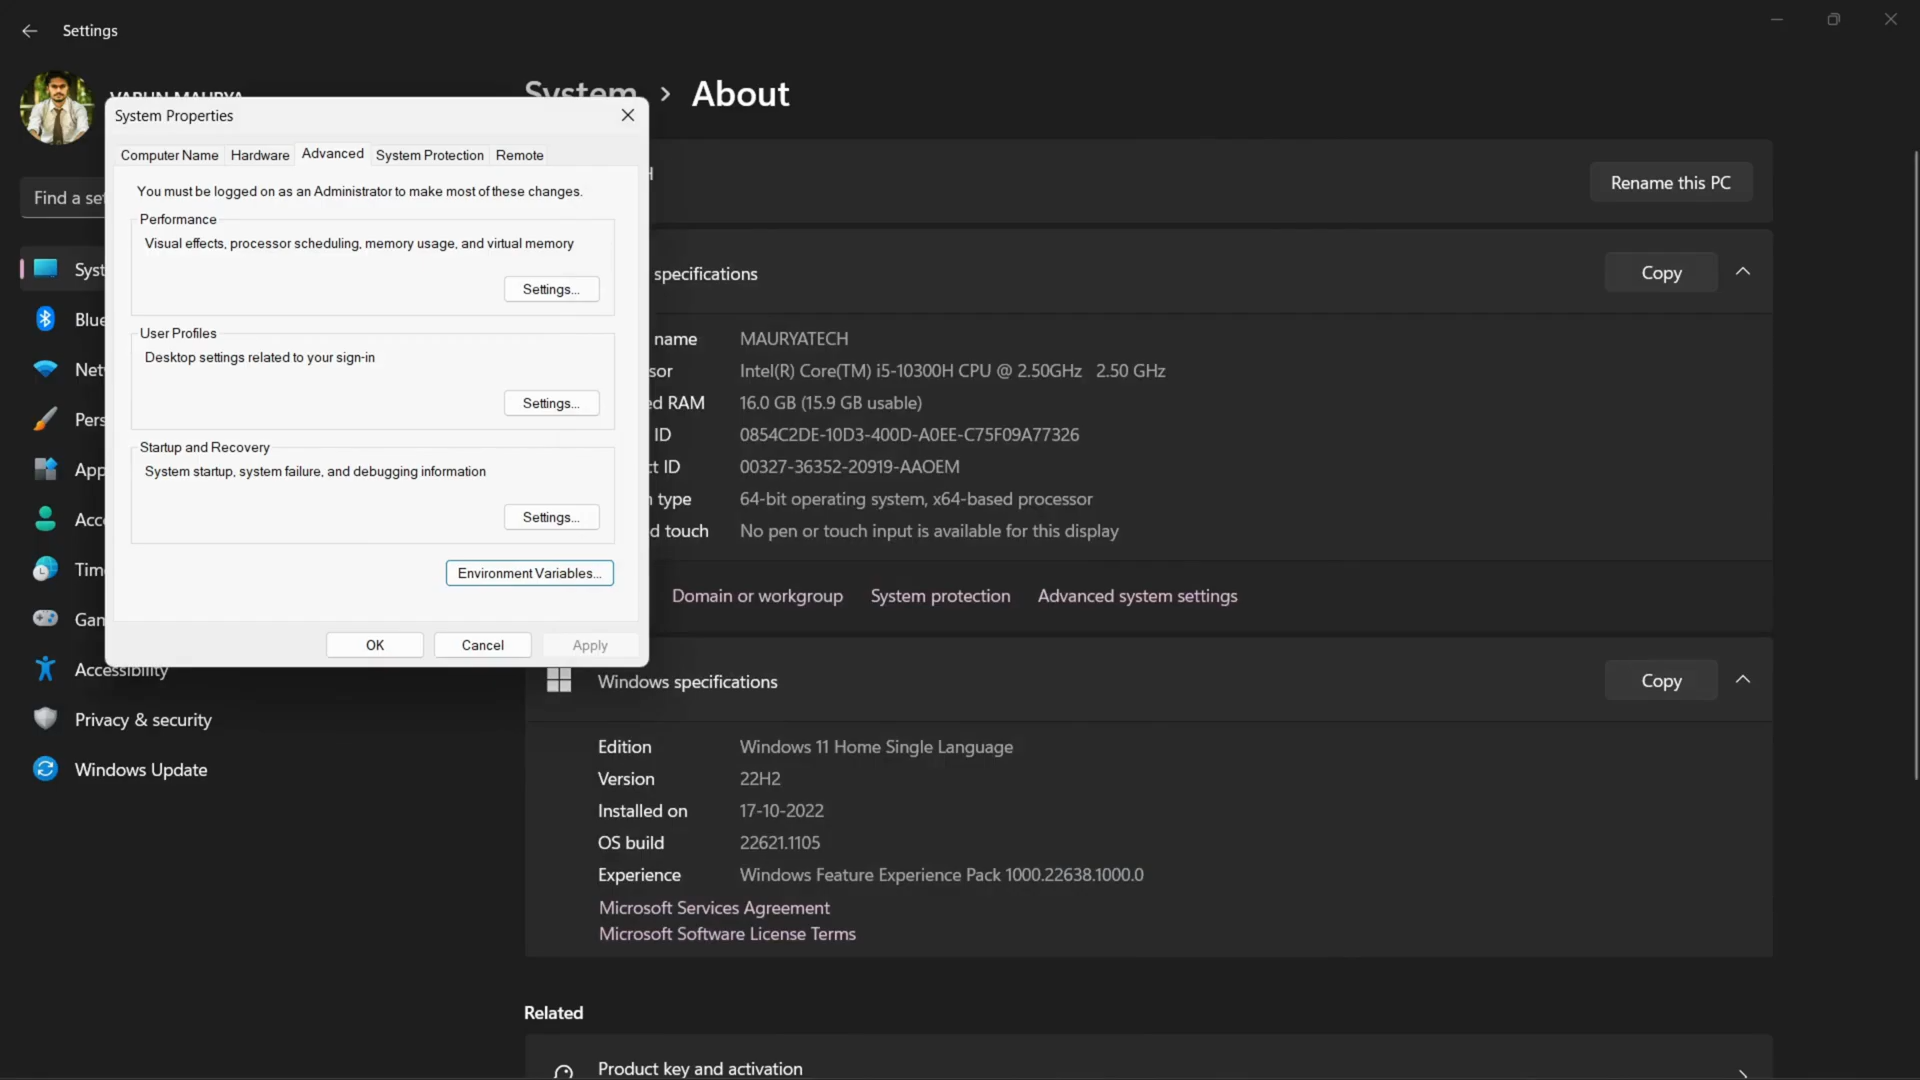 Settings
System › About
System Properties
Computer Name Hardware Advanced System Protection Remote
You must be logged on as an Administrator to make most of these changes.
Performance
Visual effects, processor scheduling, memory usage, and virtual memory
Settings...
User Profiles
Desktop settings related to your sign-in
Settings...
Startup and Recovery
System startup, system failure, and debugging information
Settings...
Environment Variables...
OK Cancel Apply
VARUN MAURYA
Find a se
Syst
Blue
Net
Pers
App
Acc
Tim
Gan
Accessibility
Privacy & security
Windows Update
Rename this PC
specifications
Copy
name MAURYATECH
sor Intel(R) Core(TM) i5-10300H CPU @ 2.50GHz 2.50 GHz
ed RAM 16.0 GB (15.9 GB usable)
ID 0854C2DE-10D3-400D-A0EE-C75F09A77326
ct ID 00327-36352-20919-AAOEM
type 64-bit operating system, x64-based processor
d touch No pen or touch input is available for this display
Domain or workgroup System protection Advanced system settings
Windows specifications
Copy
Edition Windows 11 Home Single Language
Version 22H2
Installed on 17-10-2022
OS build 22621.1105
Experience Windows Feature Experience Pack 1000.22638.1000.0
Microsoft Services Agreement
Microsoft Software License Terms
Related
Product key and activation